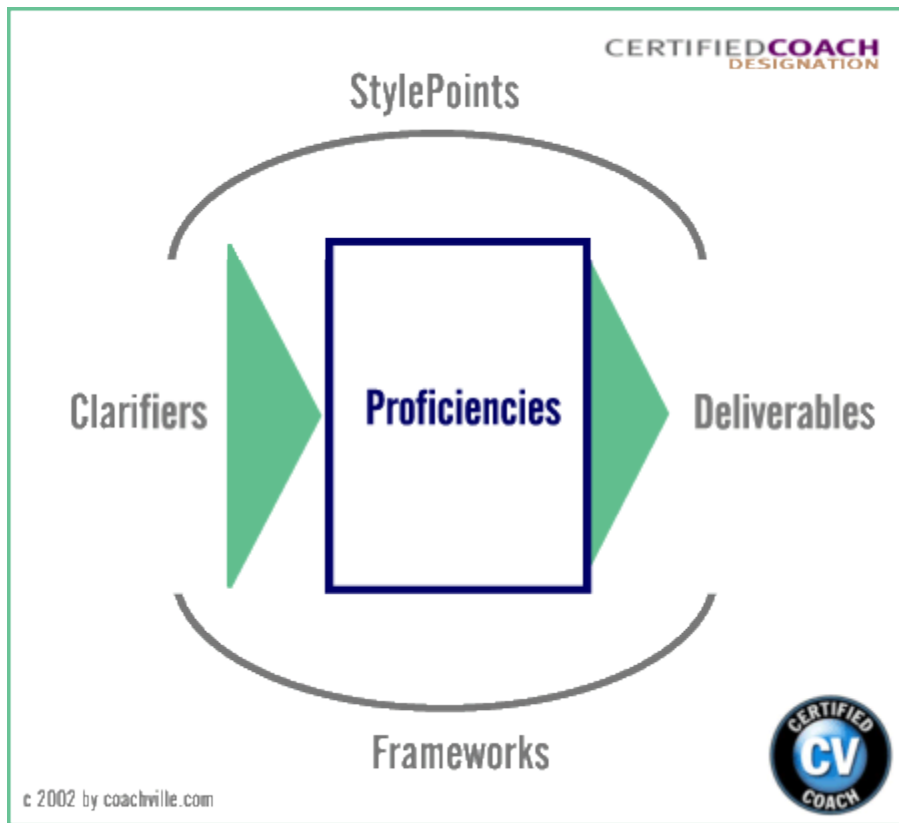 CERTIFIEDCOACH
DESIGNATION
StylePoints
Clarifiers
Proficiencies
Deliverables
Frameworks
CERTIFIED
CV
COACH
c 2002 by coachville.com